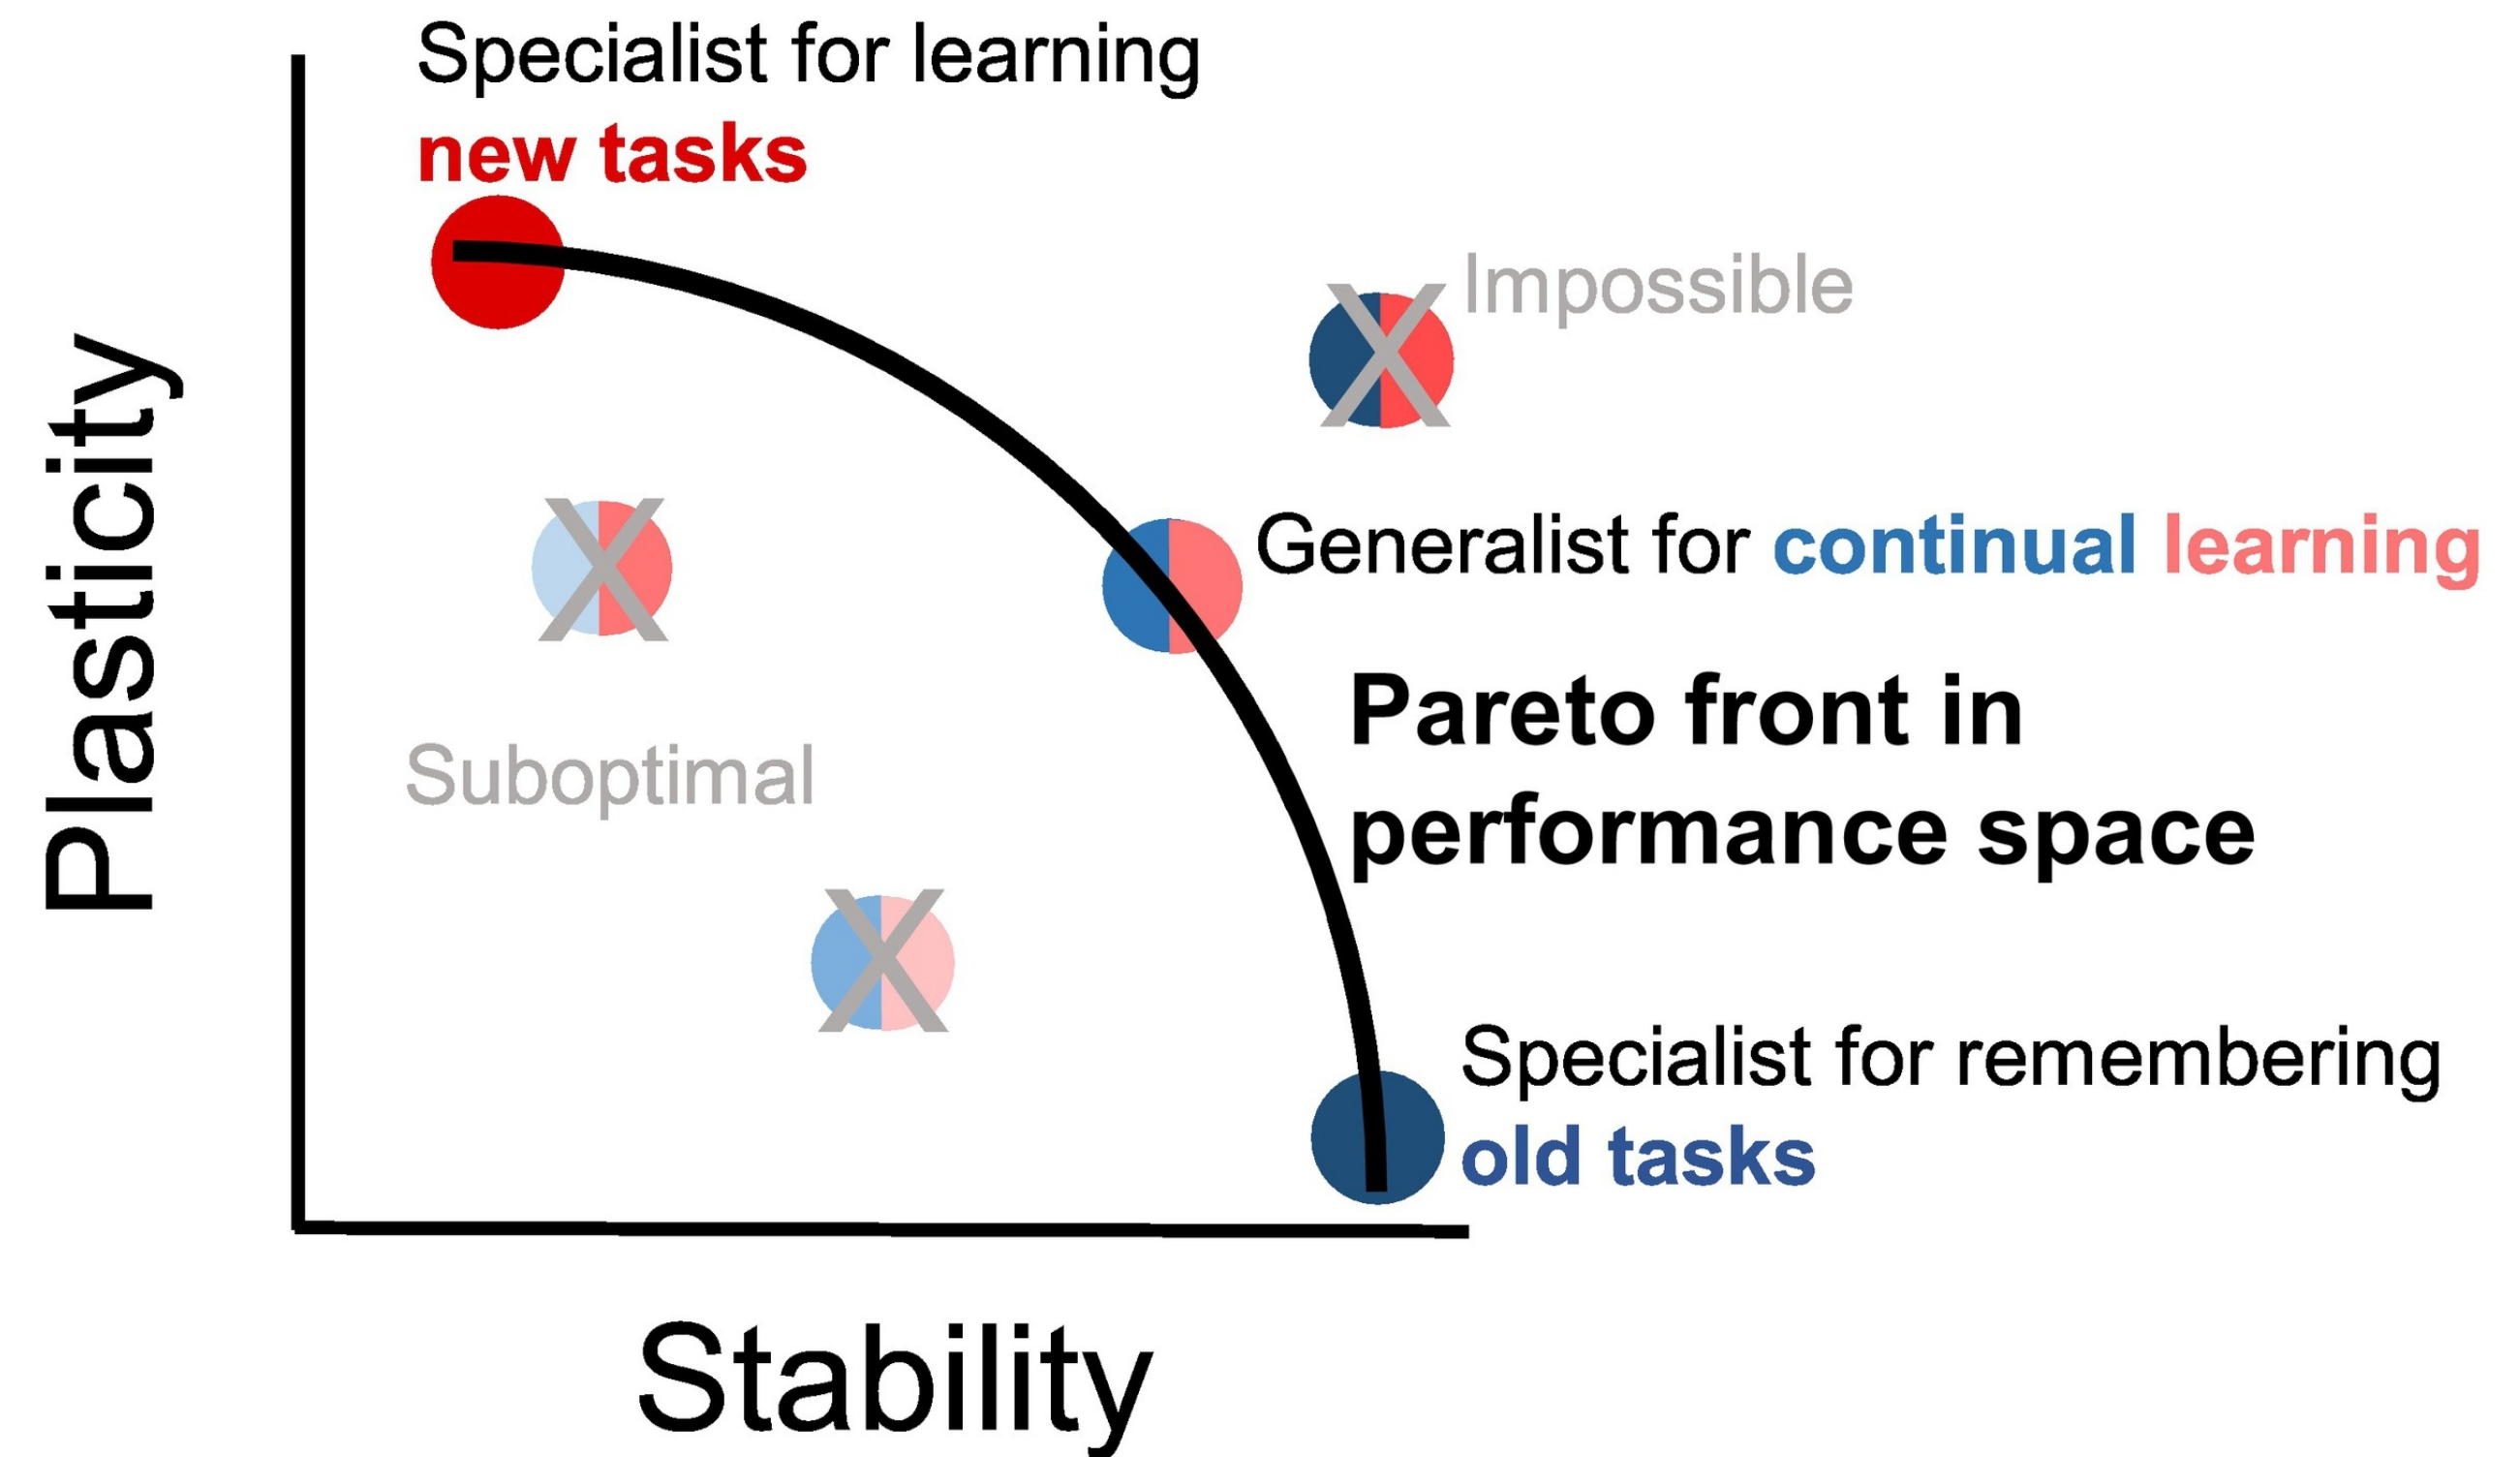 Specialist for learning
new tasks
Impossible
Plasticity
Generalist for continual learning
Pareto front in
performance space
Suboptimal
Specialist for remembering
old tasks
Stability